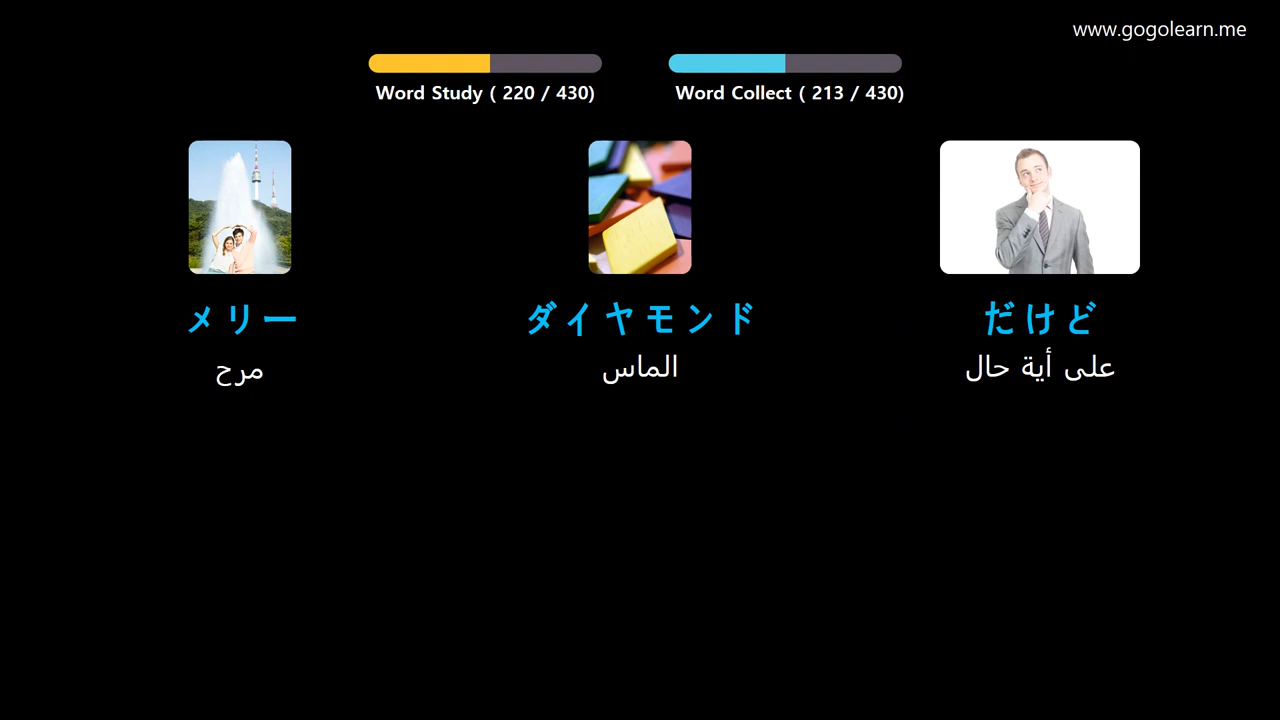 www.gogolearn.me
Word Study ( 220 / 430)
Word Collect ( 213 / 430)
メリー
ダイヤモンド
だけど
مرح
الماس
على أية حال